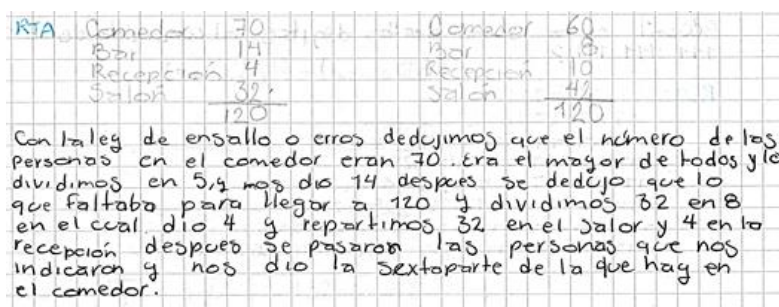 RTA Comedor 70 Comedor 60
Bar 14 Bar 8
Recepción 4 Recepcion 10
Salón 32. Salon 42
120 120
Con la ley de ensallo o erros dedujimos que el número de las
personas en el comedor eran 70. Era el mayor de todos y lo
dividimos en 5, y nos dio 14 despues se dedujo que lo
que faltaba para llegar a 120 y dividimos 32 en 8
en el cual dio 4 y repartimos 32 en el salor y 4 en la
recepción despues se pasaron las personas que nos
indicaron y nos dio la sextaparte de la que hay en
el comedor.